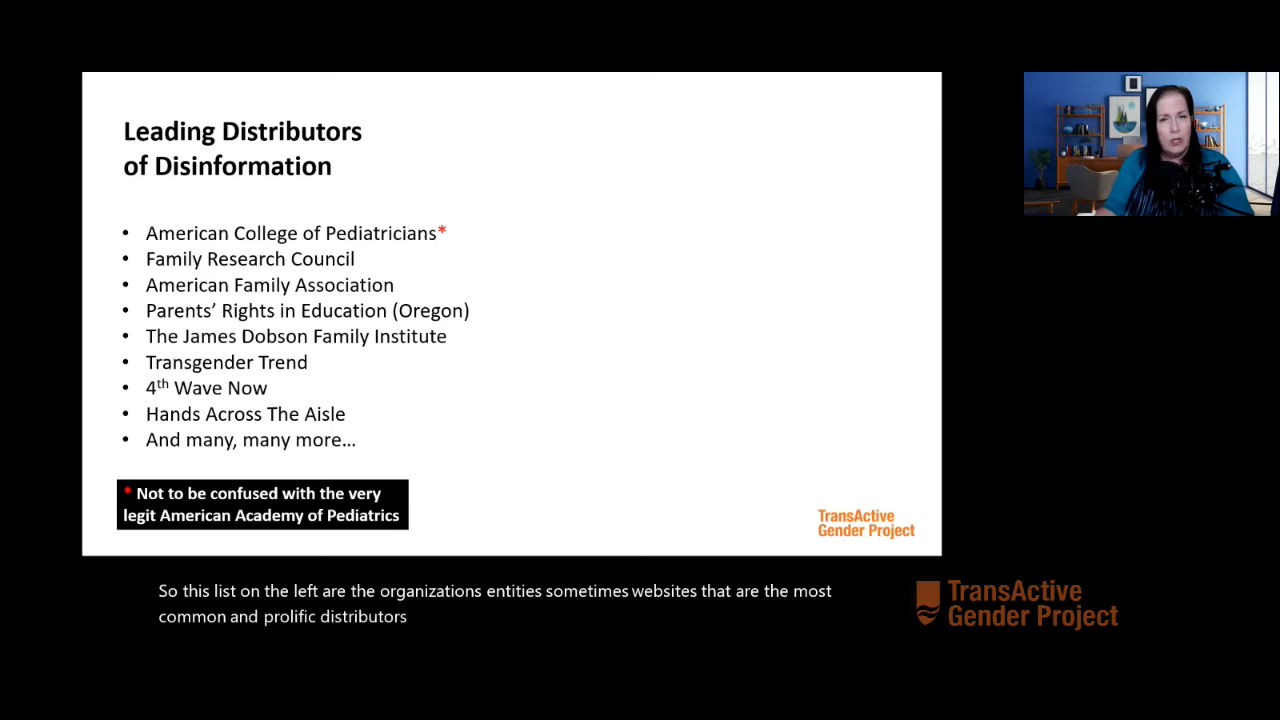 Leading Distributors
of Disinformation
• American College of Pediatricians*
• Family Research Council
• American Family Association
• Parents’ Rights in Education (Oregon)
• The James Dobson Family Institute
• Transgender Trend
• 4th Wave Now
• Hands Across The Aisle
• And many, many more…
* Not to be confused with the very
legit American Academy of Pediatrics
TransActive
Gender Project
So this list on the left are the organizations entities sometimes websites that are the most
common and prolific distributors
TransActive
Gender Project